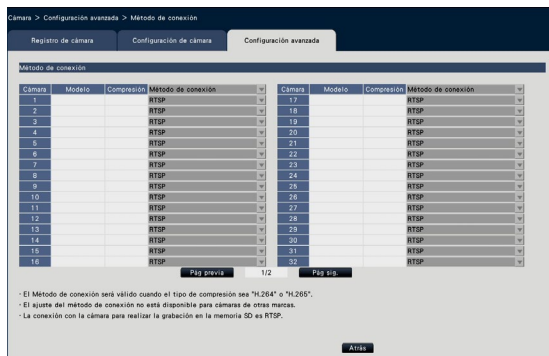 Cámara > Configuración avanzada > Método de conexión
Registro de cámara Configuración de cámara Configuración avanzada
Método de conexión
Cámara Modelo Compresión Método de conexión Cámara Modelo Compresión Método de conexión
1 RTSP 17 RTSP
2 RTSP 18 RTSP
3 RTSP 19 RTSP
4 RTSP 20 RTSP
5 RTSP 21 RTSP
6 RTSP 22 RTSP
7 RTSP 23 RTSP
8 RTSP 24 RTSP
9 RTSP 25 RTSP
10 RTSP 26 RTSP
11 RTSP 27 RTSP
12 RTSP 28 RTSP
13 RTSP 29 RTSP
14 RTSP 30 RTSP
15 RTSP 31 RTSP
16 RTSP 32 RTSP
Pág previa 1/2 Pág sig.
· El Método de conexión será válido cuando el tipo de compresión sea "H.264" o "H.265".
· El ajuste del método de conexión no está disponible para cámaras de otras marcas.
· La conexión con la cámara para realizar la grabación en la memoria SD es RTSP.
Atrás